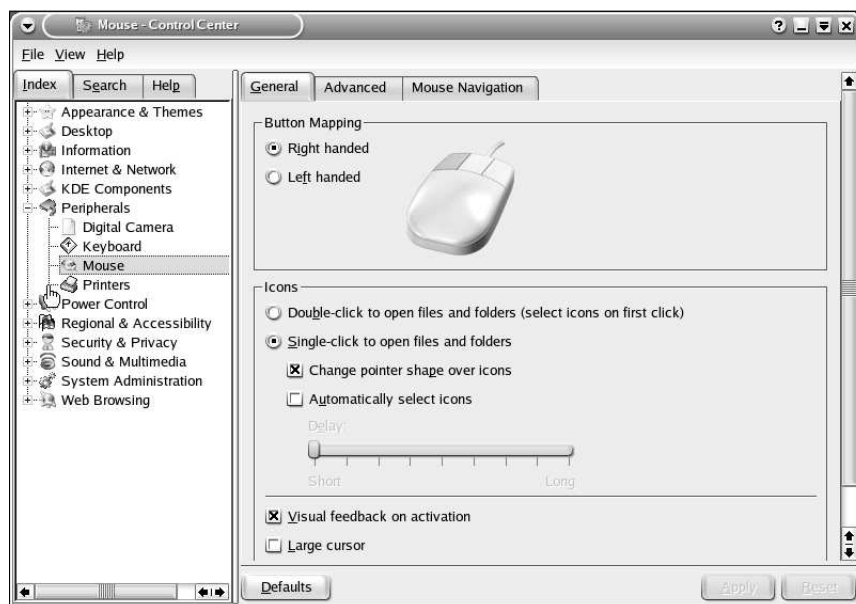 Mouse - Control Center
File View Help
Index Search Help
Appearance & Themes
Desktop
Information
Internet & Network
KDE Components
Peripherals
Digital Camera
Keyboard
Mouse
Printers
Power Control
Regional & Accessibility
Security & Privacy
Sound & Multimedia
System Administration
Web Browsing
General Advanced Mouse Navigation
Button Mapping
Right handed
Left handed
Icons
Double-click to open files and folders (select icons on first click)
Single-click to open files and folders
Change pointer shape over icons
Automatically select icons
Delay:
Short Long
Visual feedback on activation
Large cursor
Defaults Apply Reset